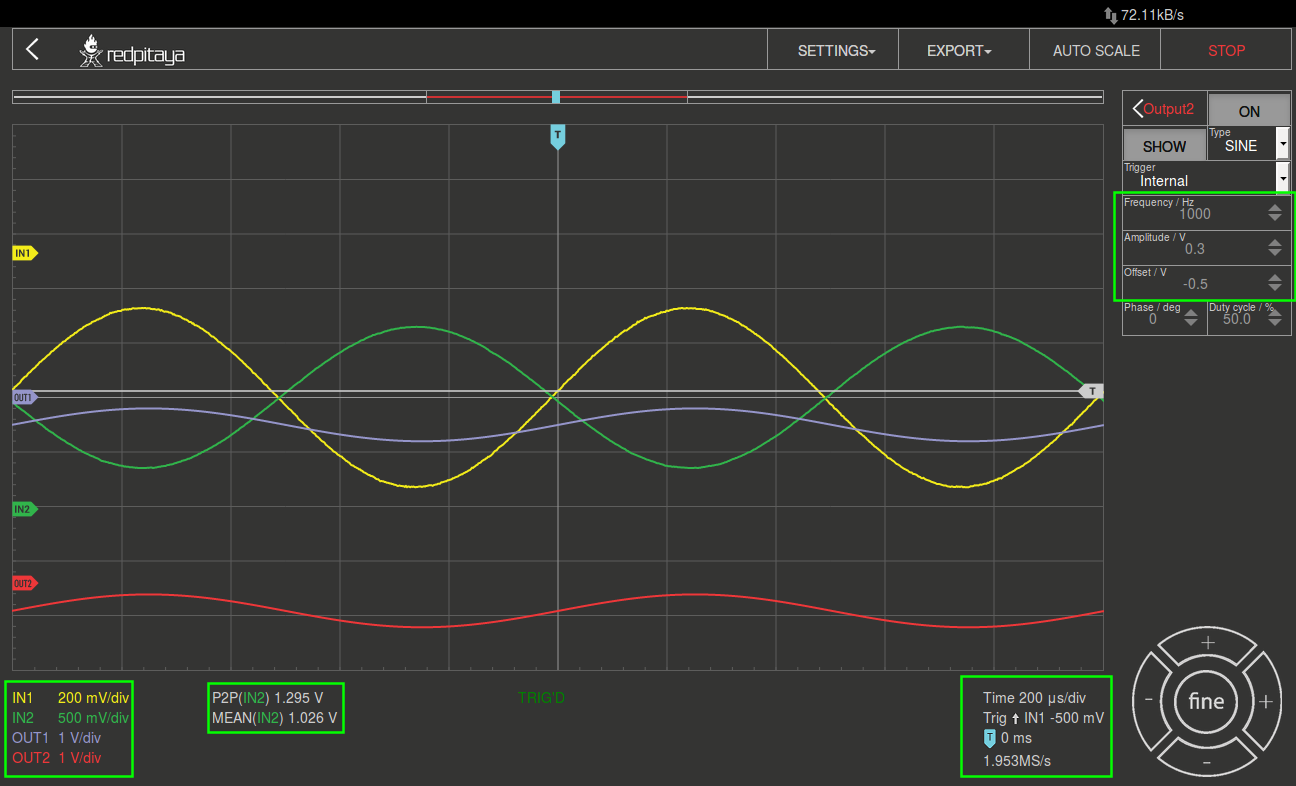 72.11kB/s
redpitaya
SETTINGS
EXPORT
AUTO SCALE
STOP
Output2
ON
SHOW
Type
SINE
Trigger
Internal
Frequency / Hz
1000
Amplitude / V
0.3
Offset / V
-0.5
Phase / deg
0
Duty cycle / %
50.0
T
IN1
OUT1
T
IN2
OUT2
IN1 200 mV/div
IN2 500 mV/div
OUT1 1 V/div
OUT2 1 V/div
P2P(IN2) 1.295 V
MEAN(IN2) 1.026 V
TRIG'D
Time 200 µs/div
Trig IN1 -500 mV
T 0 ms
1.953MS/s
+
- fine +
-